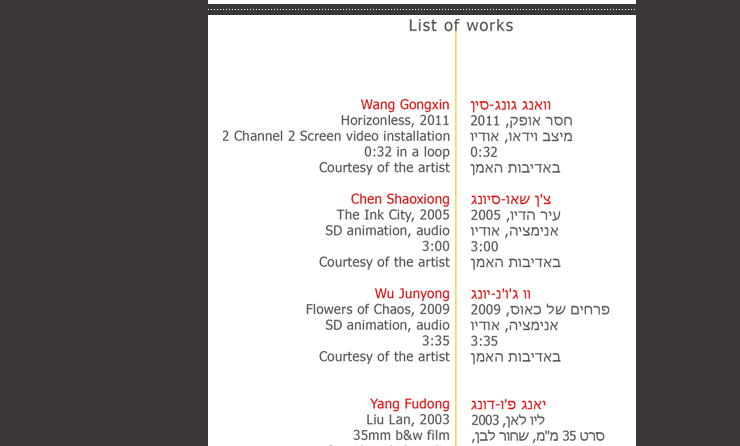 List of works
Wang Gongxin
Horizonless, 2011
2 Channel 2 Screen video installation
0:32 in a loop
Courtesy of the artist
Chen Shaoxiong
The Ink City, 2005
SD animation, audio
3:00
Courtesy of the artist
Wu Junyong
Flowers of Chaos, 2009
SD animation, audio
3:35
Courtesy of the artist
Yang Fudong
Liu Lan, 2003
35mm b&w film
וואנג גונג-סין
חסר אופק, 2011
מיצב וידאו, אודיו
0:32
באדיבות האמן
צ'ן שאו-סיונג
עיר הדיו, 2005
אנימציה, אודיו
3:00
באדיבות האמן
וו ג'ו'נ-יונג
פרחים של כאוס, 2009
אנימציה, אודיו
3:35
באדיבות האמן
יאנג פ'ו-דונג
ליו לאן, 2003
סרט 35 מ"מ, שחור לבן,